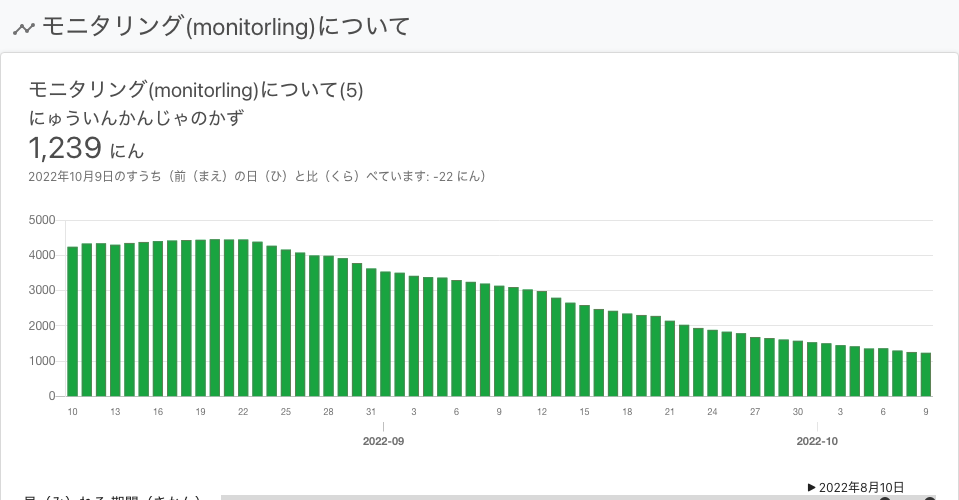 モニタリング(monitorling)について
モニタリング(monitorling)について(5)
にゅういんかんじゃのかず
1,239 にん
2022年10月9日のすうち（前（まえ）の日（ひ）と比（くら）べています: -22 にん）
5000
4000
3000
2000
1000
0
10 13 16 19 22 25 28 31 3 6 9 12 15 18 21 24 27 30 3 6 9
2022-09 2022-10
▶ 2022年8月10日